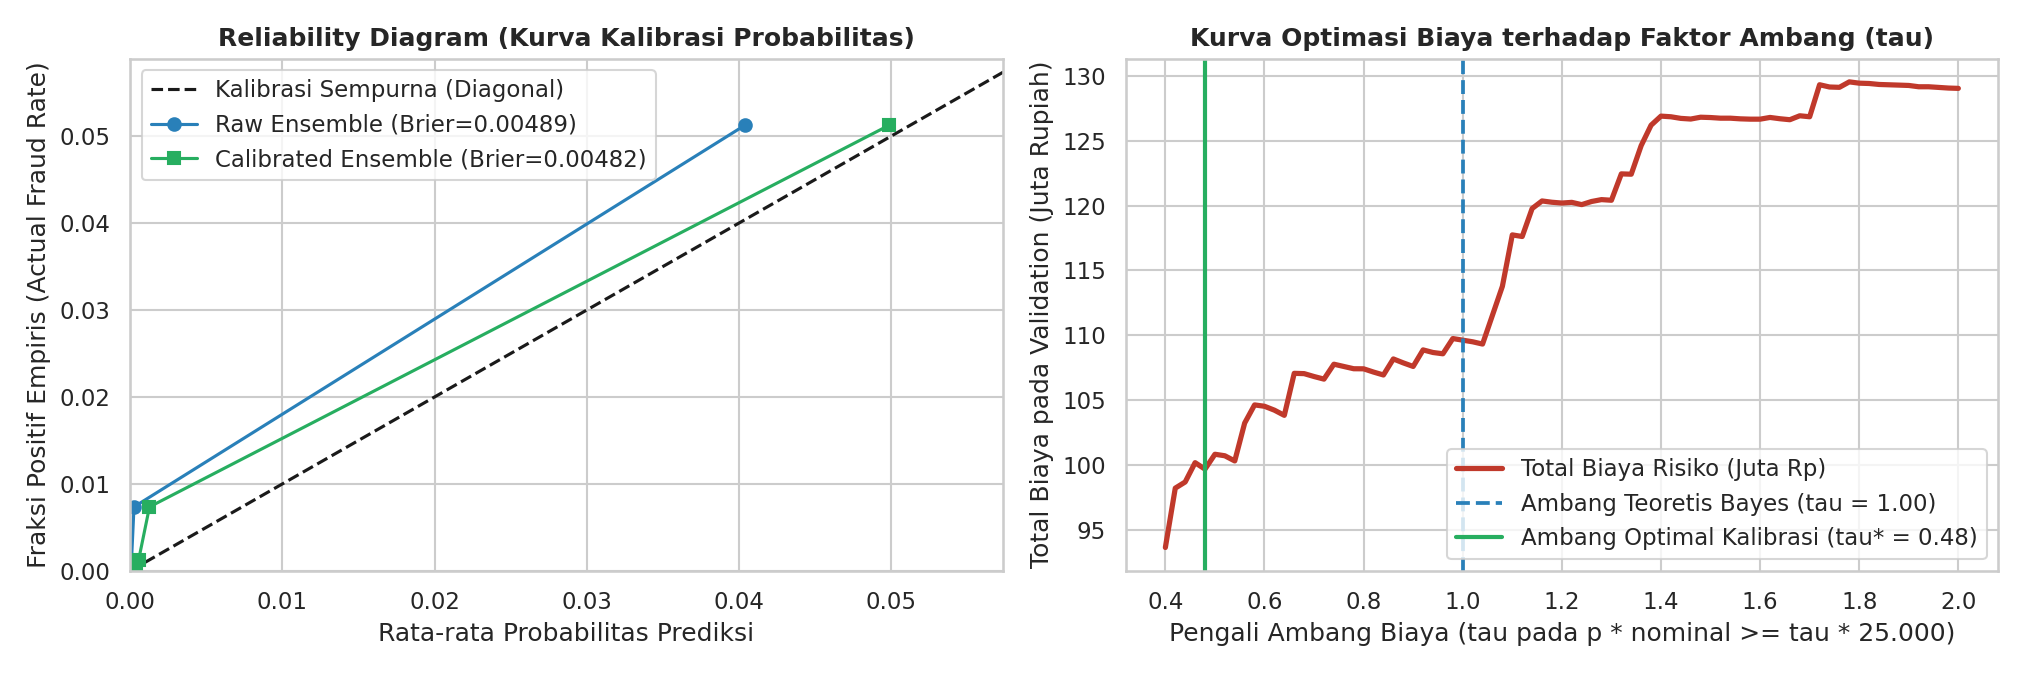 Reliability Diagram (Kurva Kalibrasi Probabilitas)
Fraksi Positif Empiris (Actual Fraud Rate)
Kalibrasi Sempurna (Diagonal)
Raw Ensemble (Brier=0.00489)
Calibrated Ensemble (Brier=0.00482)
0.05
0.04
0.03
0.02
0.01
0.00
0.00 0.01 0.02 0.03 0.04 0.05
Rata-rata Probabilitas Prediksi
Kurva Optimasi Biaya terhadap Faktor Ambang (tau)
Total Biaya pada Validation (Juta Rupiah)
130
125
120
115
110
105
100
95
Total Biaya Risiko (Juta Rp)
Ambang Teoretis Bayes (tau = 1.00)
Ambang Optimal Kalibrasi (tau* = 0.48)
0.4 0.6 0.8 1.0 1.2 1.4 1.6 1.8 2.0
Pengali Ambang Biaya (tau pada p * nominal >= tau * 25.000)